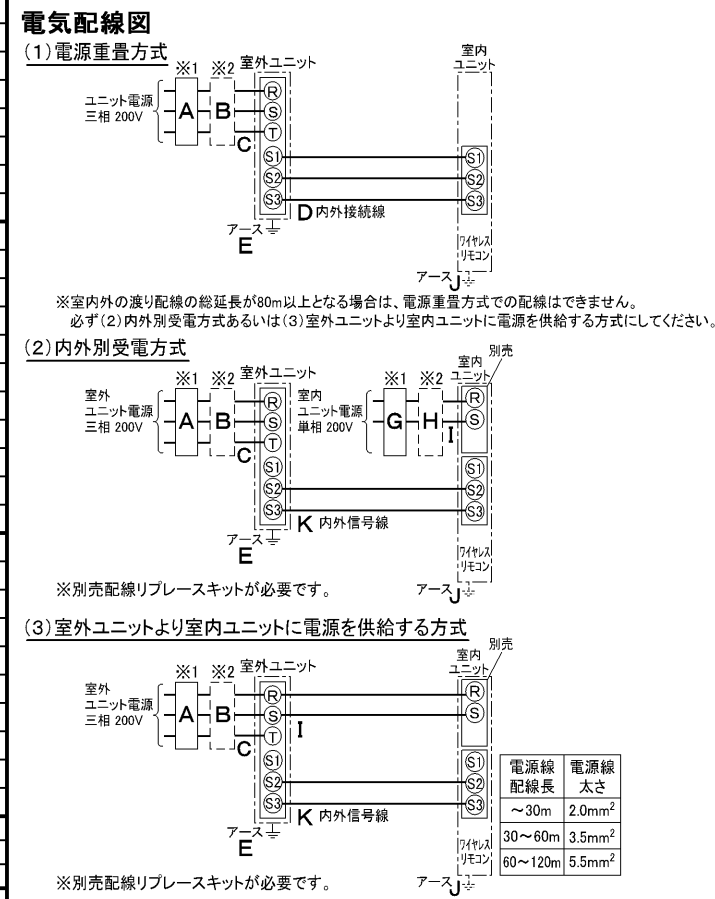 電気配線図
(1)電源重畳方式
※1 ※2 室外ユニット
室内
ユニット
ユニット電源
三相 200V
A B
C
R
S
T
S1
S2
S3
S1
S2
S3
D 内外接続線
アース
E
ワイヤレス
リモコン
アース J
※室内外の渡り配線の総延長が80m以上となる場合は、電源重畳方式での配線はできません。
必ず(2)内外別受電方式あるいは(3)室外ユニットより室内ユニットに電源を供給する方式にしてください。
(2)内外別受電方式
※1 ※2 室外ユニット
室外
ユニット電源
三相 200V
A B
C
R
S
T
S1
S2
S3
※1 ※2
室内
ユニット電源
単相 200V
G H
I
室内
ユニット
別売
R
S
S1
S2
S3
K 内外信号線
アース
E
ワイヤレス
リモコン
アース J
※別売配線リプレースキットが必要です。
(3)室外ユニットより室内ユニットに電源を供給する方式
※1 ※2 室外ユニット
室外
ユニット電源
三相 200V
A B
C
R
S
T
S1
S2
S3
I
室内
ユニット
別売
R
S
S1
S2
S3
K 内外信号線
アース
E
ワイヤレス
リモコン
アース J
※別売配線リプレースキットが必要です。
電源線 電源線
配線長 太さ
～30m 2.0mm²
30～60m 3.5mm²
60～120m 5.5mm²